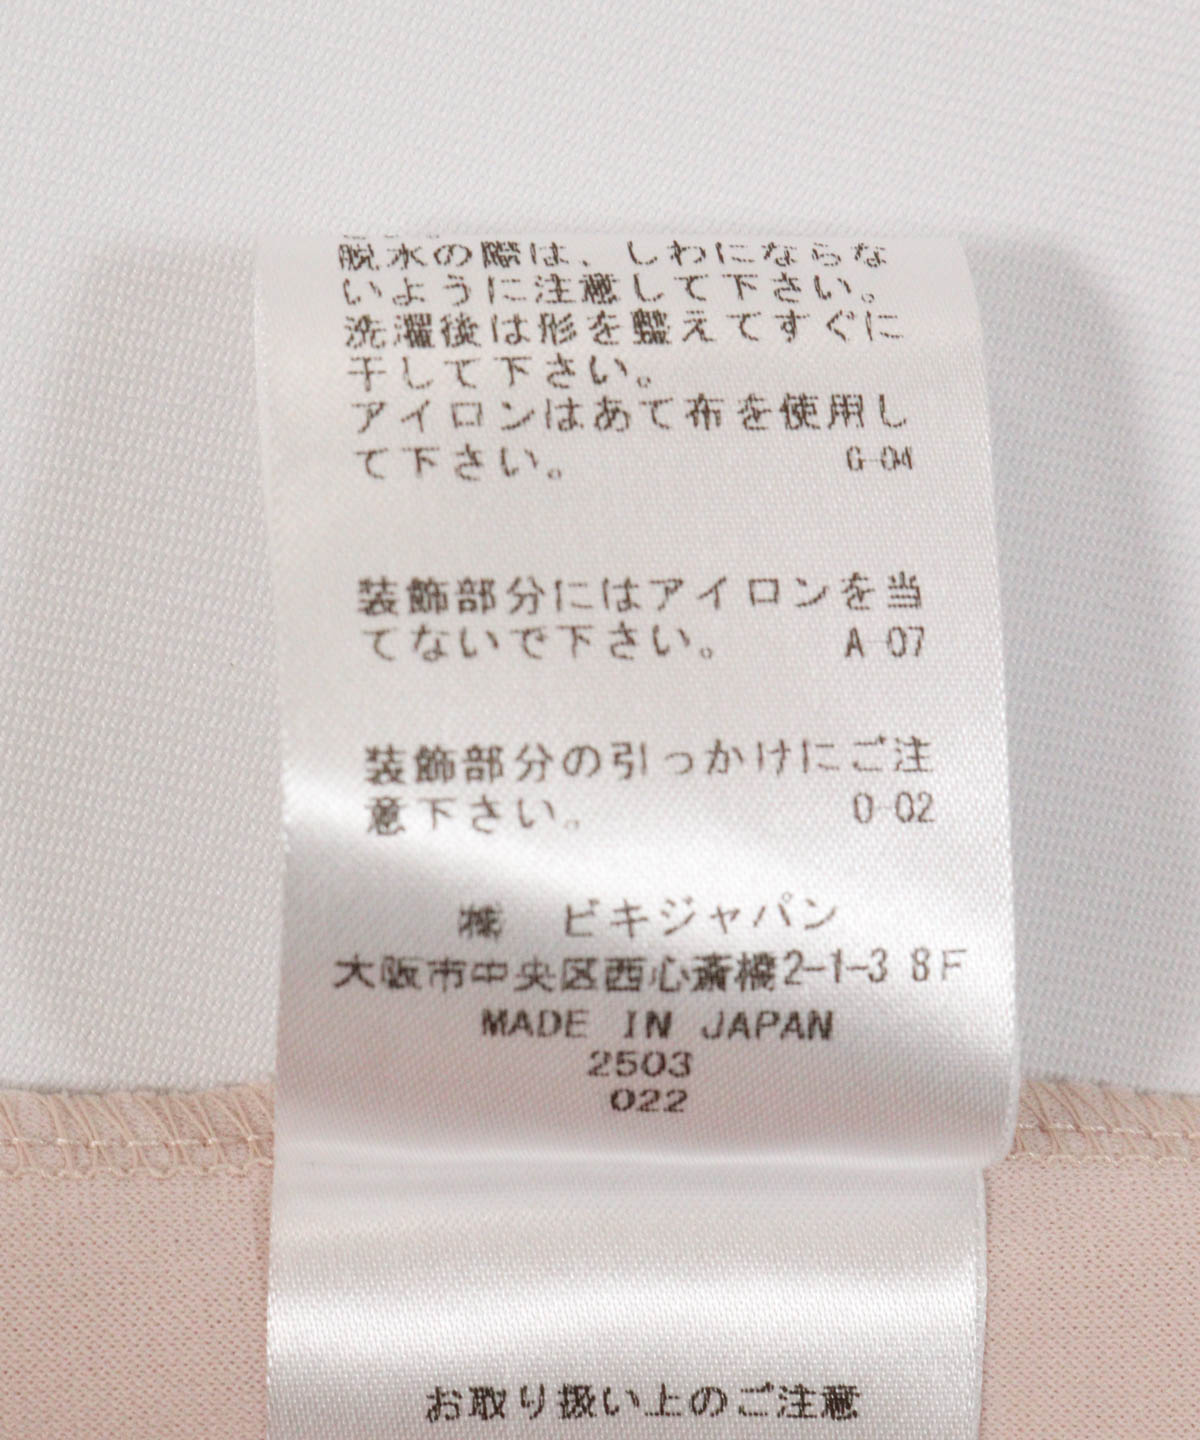 脱水の際は、しわにならな
いように注意して下さい。
洗濯後は形を整えてすぐに
干して下さい。
アイロンはあて布を使用し
て下さい。 G-04
装飾部分にはアイロンを当
てないで下さい。 A-07
装飾部分の引っかけにご注
意下さい。 O-02
㈱ ビキジャパン
大阪市中央区西心斎橋2-1-3 8F
MADE IN JAPAN
2503
022
お取り扱い上のご注意